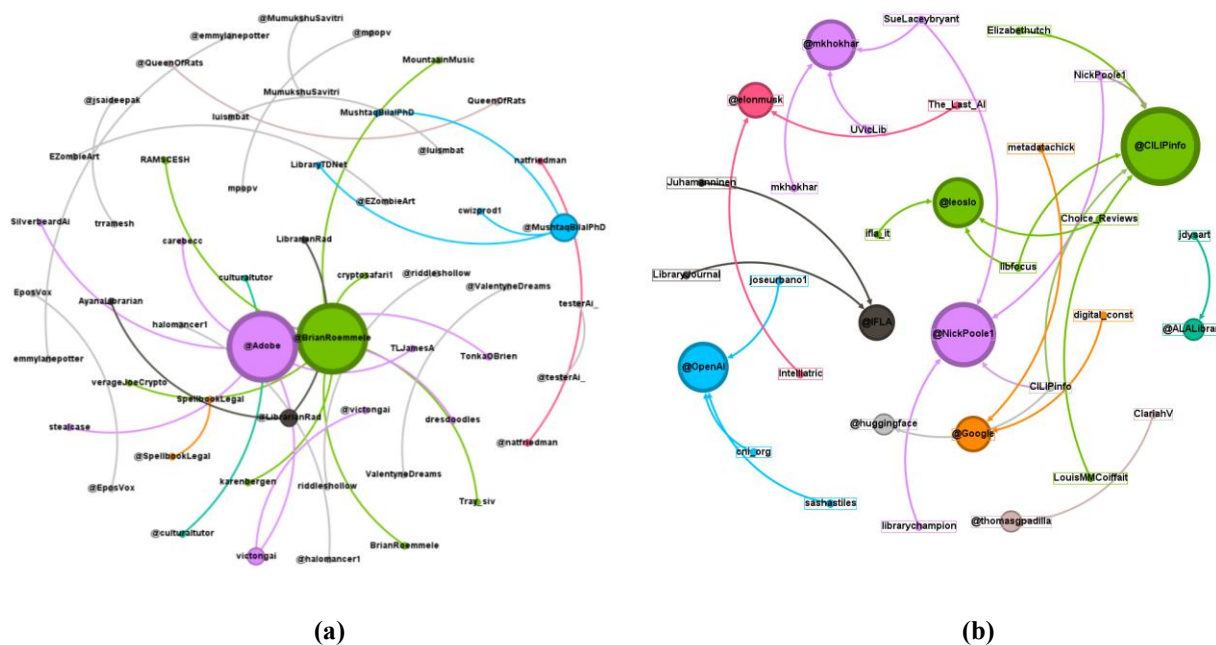 @MumukshuSavitri
@emmylanepotter
@mpopv
@QueenOfRats
MountaainMusic
@jsaideepak
MumukshuSavitri
QueenOfRats
luismbat
MushtaqBilalPhD
EZombieArt
@luismbat
RAMSCESH
LibraryTDNet
natfriedman
mpopv
@EZombieArt
SilverbeardAi
trramesh
cwizprod1
@MushtaqBilalPhD
carebecc
LibrarianRad
culturaltutor
cryptosafari1
@riddleshollow
EposVox
@ValentyneDreams
AyanaLibrarian
testerAi_
halomancer1
@Adobe
@BrianRoemmele
emmylanepotter
TLJamesA
TonkaOBrien
verageJoeCrypto
@testerAi_
SpellbookLegal
@LibrarianRad
@victongai
dresdoodles
stealcase
@natfriedman
@SpellbookLegal
@EposVox
karenbergen
riddleshollow
ValentyneDreams
Tray_siv
@culturaltutor
victongai
@halomancer1
BrianRoemmele
(a)
SueLaceybryant
Elizabethutch
@mkhokhar
NickPoole1
@elonmusk
The_Last_AI
UVicLib
@CILIPinfo
metadatachick
mkhokhar
Juhamanninen
@leoslo
Choice_Reviews
ifla_it
jdysart
libfocus
LibraryJournal
joseurbano1
@IFLA
digital_const
@NickPoole1
@ALALibrar
@OpenAI
Intelliatric
CILIPinfo
ClariahV
@huggingface
@Google
cni_org
LouisMMCoiffait
sashastiles
librarychampion
@thomasgpadilla
(b)